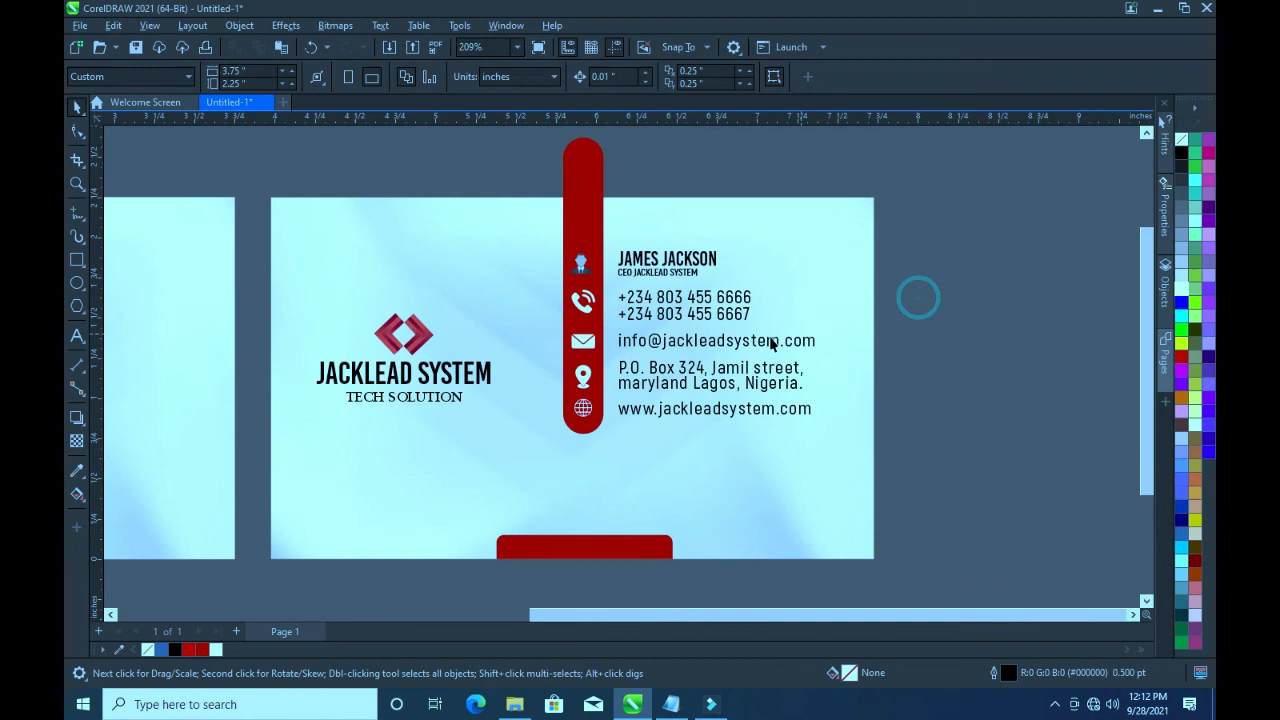 CorelDRAW 2021 (64-Bit) - Untitled-1*
File Edit View Layout Object Effects Bitmaps Text Table Tools Window Help
209% Snap To Launch
Custom 3.75 " 2.25 " Units: inches 0.01 " 0.25 " 0.25 "
Welcome Screen Untitled-1*
inches
JAMES JACKSON
CEO JACKLEAD SYSTEM
+234 803 455 6666
+234 803 455 6667
info@jackleadsystem.com
P.O. Box 324, Jamil street,
maryland Lagos, Nigeria.
www.jackleadsystem.com
JACKLEAD SYSTEM
TECH SOLUTION
Hints
Properties
Objects
Pages
inches
1 of 1 Page 1
Next click for Drag/Scale; Second click for Rotate/Skew; Dbl-clicking tool selects all objects; Shift+click multi-selects; Alt+click digs
None R:0 G:0 B:0 (#000000) 0.500 pt
Type here to search
12:12 PM
9/28/2021